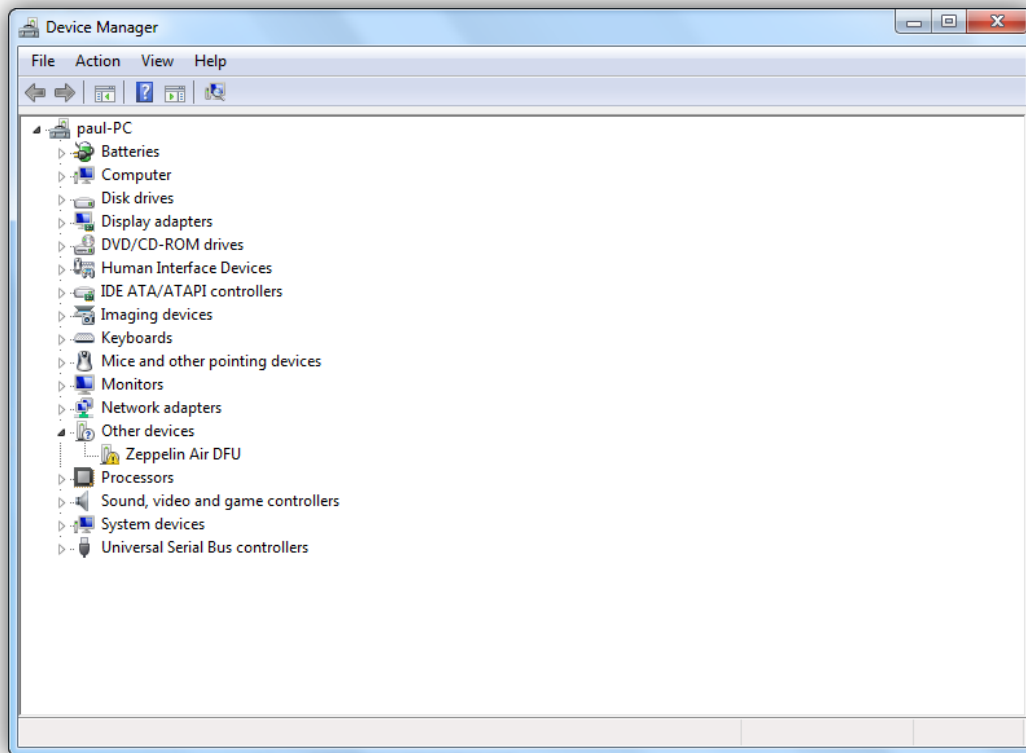 Device Manager
File Action View Help
paul-PC
Batteries
Computer
Disk drives
Display adapters
DVD/CD-ROM drives
Human Interface Devices
IDE ATA/ATAPI controllers
Imaging devices
Keyboards
Mice and other pointing devices
Monitors
Network adapters
Other devices
Zeppelin Air DFU
Processors
Sound, video and game controllers
System devices
Universal Serial Bus controllers